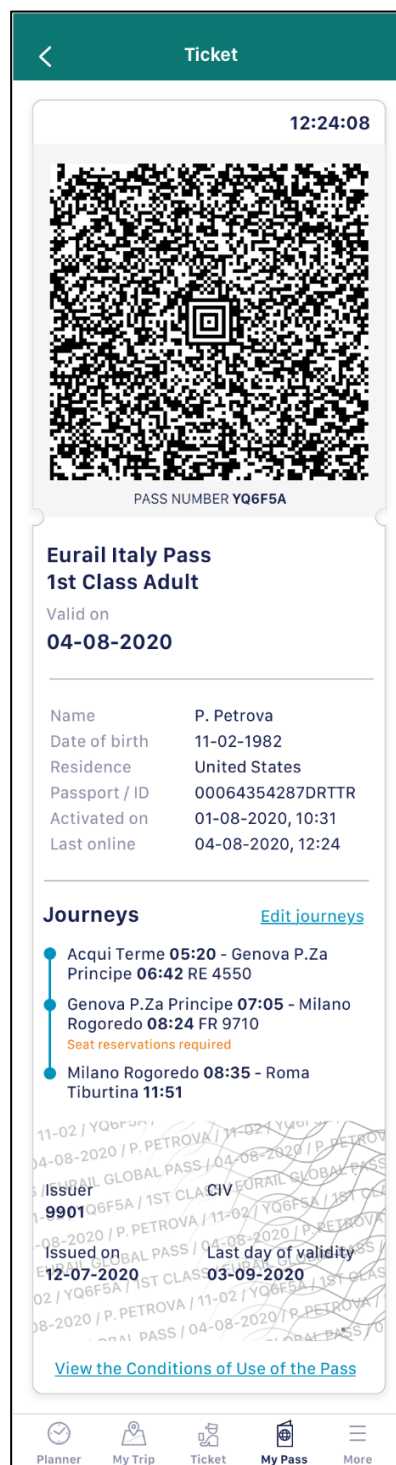 Ticket
12:24:08
PASS NUMBER YQ6F5A
Eurail Italy Pass
1st Class Adult
Valid on
04-08-2020
Name P. Petrova
Date of birth 11-02-1982
Residence United States
Passport / ID 00064354287DRTTR
Activated on 01-08-2020, 10:31
Last online 04-08-2020, 12:24
Journeys Edit journeys
Acqui Terme 05:20 - Genova P.Za
Principe 06:42 RE 4550
Genova P.Za Principe 07:05 - Milano
Rogoredo 08:24 FR 9710
Seat reservations required
Milano Rogoredo 08:35 - Roma
Tiburtina 11:51
Issuer CIV
9901
Issued on Last day of validity
12-07-2020 03-09-2020
View the Conditions of Use of the Pass
Planner My Trip Ticket My Pass More